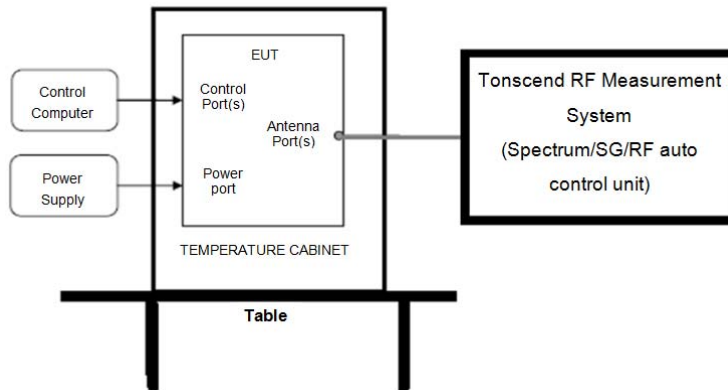 EUT
Control
Computer
Control
Port(s)
Antenna
Port(s)
Power
Supply
Power
port
TEMPERATURE CABINET
Table
Tonscend RF Measurement
System
(Spectrum/SG/RF auto
control unit)